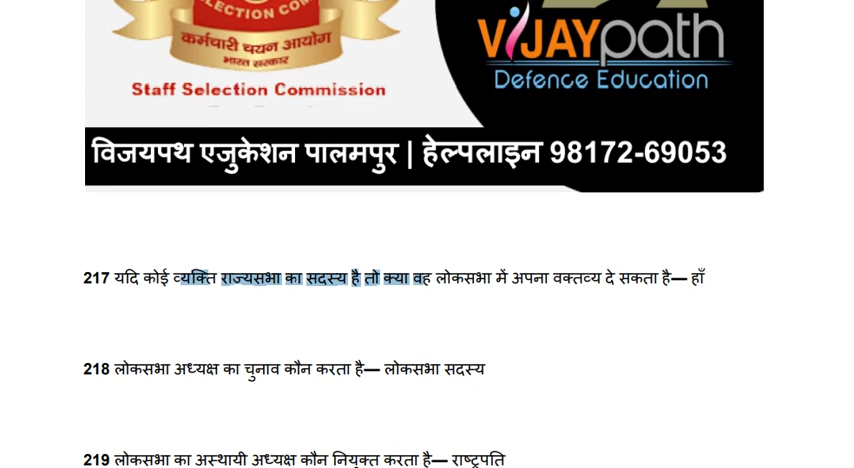 SELECTION COM
कर्मचारी चयन आयोग
भारत सरकार
Staff Selection Commission
ViJAYpath
Defence Education
विजयपथ एजुकेशन पालमपुर | हेल्पलाइन 98172-69053
217 यदि कोई व्यक्ति राज्यसभा का सदस्य है तो क्या वह लोकसभा में अपना वक्तव्य दे सकता है— हाँ
218 लोकसभा अध्यक्ष का चुनाव कौन करता है— लोकसभा सदस्य
219 लोकसभा का अस्थायी अध्यक्ष कौन नियुक्त करता है— राष्ट्रपति